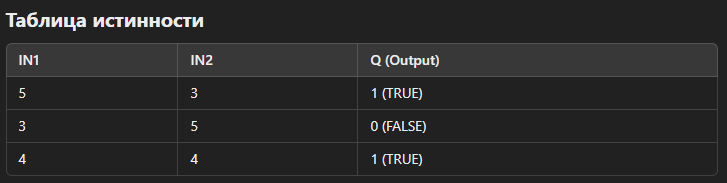 Таблица истинности
IN1 IN2 Q (Output)
5 3 1 (TRUE)
3 5 0 (FALSE)
4 4 1 (TRUE)